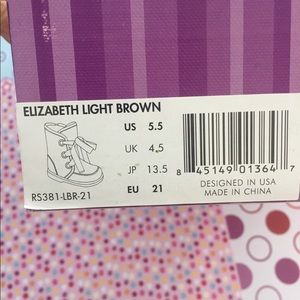 ELIZABETH LIGHT BROWN
US 5.5
UK 4,5
JP 13.5
EU 21
RS381-LBR-21
8 45149 01364 7
DESIGNED IN USA
MADE IN CHINA